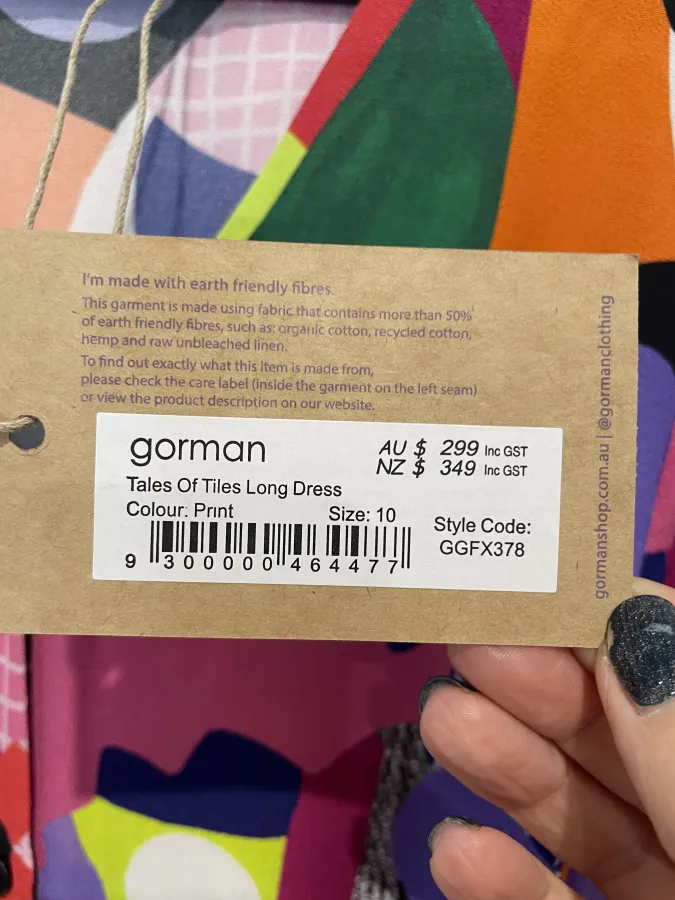 I'm made with earth friendly fibres.
This garment is made using fabric that contains more than 50%
of earth friendly fibres, such as: organic cotton, recycled cotton,
hemp and raw unbleached linen.
To find out exactly what this item is made from,
please check the care label (inside the garment on the left seam)
or view the product description on our website.
gorman
AU $ 299 Inc GST
NZ $ 349 Inc GST
Tales Of Tiles Long Dress
Colour: Print Size: 10
Style Code:
GGFX378
9 300000 464477
gormanshop.com.au | @gormanclothing